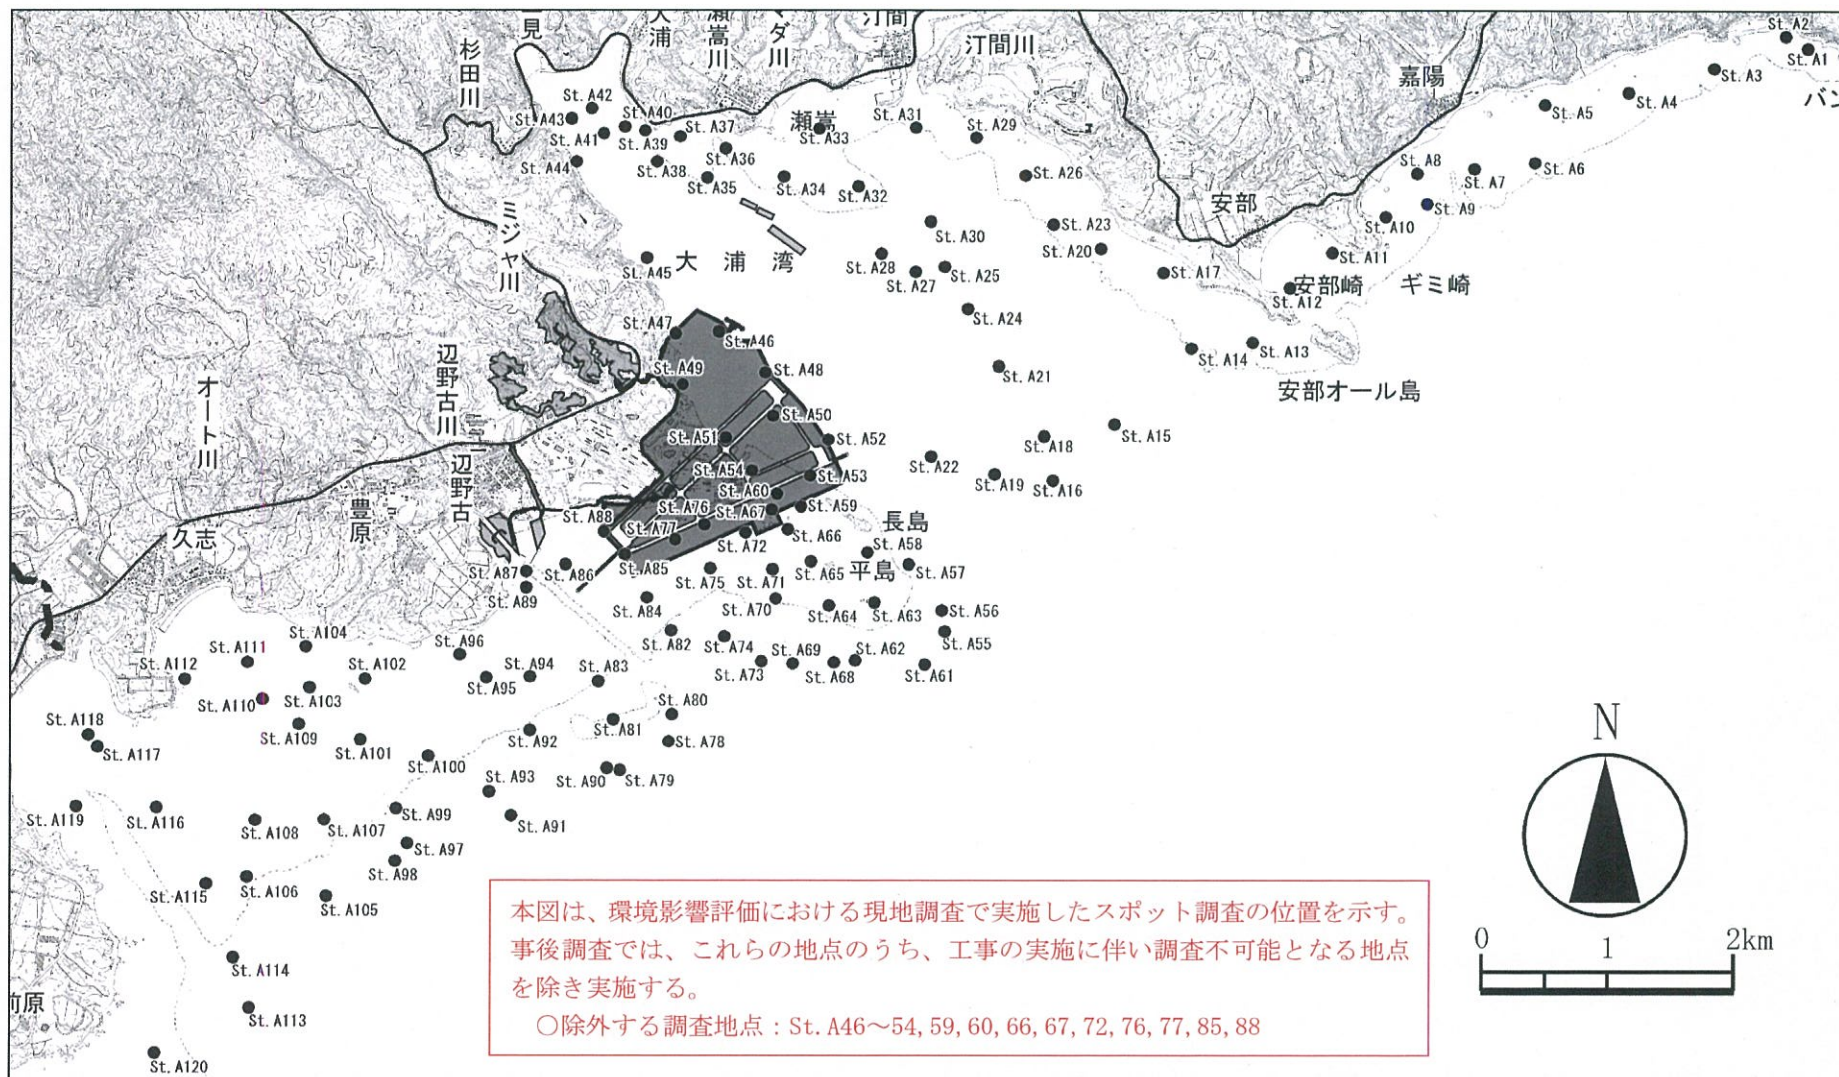 St. A2
St. A1
St. A3
バン
St. A4
St. A5
St. A6
St. A7
St. A8
St. A9
St. A10
St. A11
St. A12
St. A13
St. A14
St. A15
St. A16
St. A17
St. A18
St. A19
St. A20
St. A21
St. A22
St. A23
St. A24
St. A25
St. A26
St. A27
St. A28
St. A29
St. A30
St. A31
St. A32
St. A33
St. A34
St. A35
St. A36
St. A37
St. A38
St. A39
St. A40
St. A41
St. A42
St. A43
St. A44
St. A45
St. A46
St. A47
St. A48
St. A49
St. A50
St. A51
St. A52
St. A53
St. A54
St. A55
St. A56
St. A57
St. A58
St. A59
St. A60
St. A61
St. A62
St. A63
St. A64
St. A65
St. A66
St. A67
St. A68
St. A69
St. A70
St. A71
St. A72
St. A73
St. A74
St. A75
St. A76
St. A77
St. A78
St. A79
St. A80
St. A81
St. A82
St. A83
St. A84
St. A85
St. A86
St. A87
St. A88
St. A89
St. A90
St. A91
St. A92
St. A93
St. A94
St. A95
St. A96
St. A97
St. A98
St. A99
St. A100
St. A101
St. A102
St. A103
St. A104
St. A105
St. A106
St. A107
St. A108
St. A109
St. A110
St. A111
St. A112
St. A113
St. A114
St. A115
St. A116
St. A117
St. A118
St. A119
St. A120
杉田川
大浦
瀬嵩川
ダ川
汀間
汀間川
嘉陽
瀬嵩
安部
ミジャ川
大浦湾
安部崎
ギミ崎
安部オール島
辺野古川
オートト川
辺野古
豊原
久志
長島
平島
前原
N
0
1
2km
本図は、環境影響評価における現地調査で実施したスポット調査の位置を示す。
事後調査では、これらの地点のうち、工事の実施に伴い調査不可能となる地点
を除き実施する。
○除外する調査地点：St. A46～54, 59, 60, 66, 67, 72, 76, 77, 85, 88